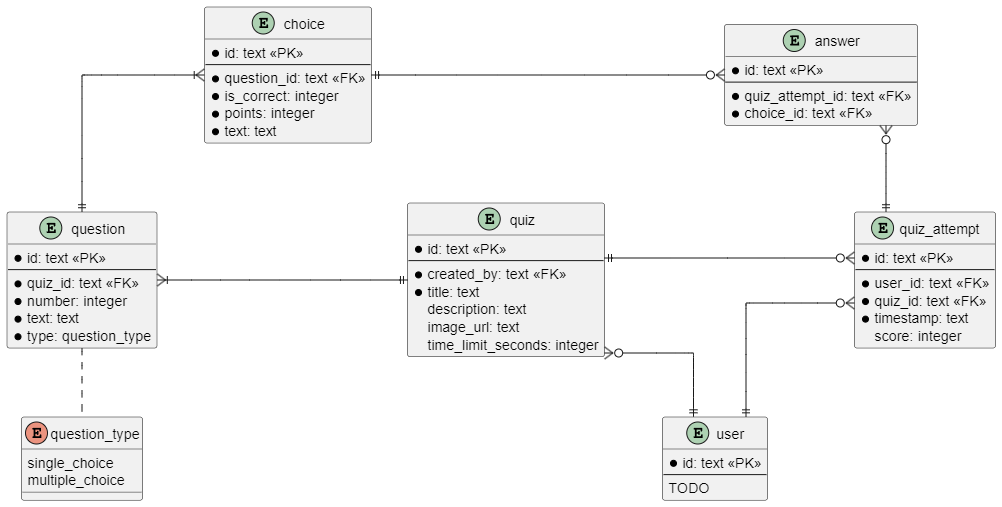 E choice
id: text «PK»
question_id: text «FK»
is_correct: integer
points: integer
text: text
E answer
id: text «PK»
quiz_attempt_id: text «FK»
choice_id: text «FK»
E question
id: text «PK»
quiz_id: text «FK»
number: integer
text: text
type: question_type
E quiz
id: text «PK»
created_by: text «FK»
title: text
description: text
image_url: text
time_limit_seconds: integer
E quiz_attempt
id: text «PK»
user_id: text «FK»
quiz_id: text «FK»
timestamp: text
score: integer
E question_type
single_choice
multiple_choice
E user
id: text «PK»
TODO